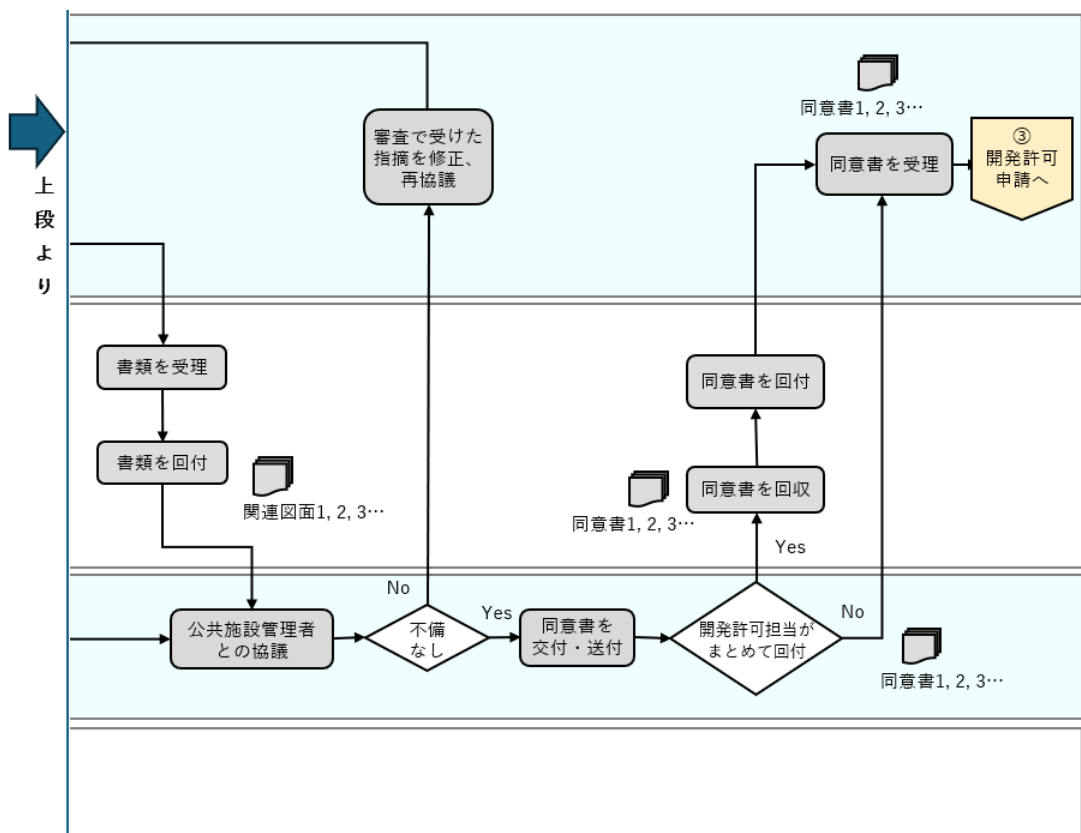 上段より
審査で受けた
指摘を修正、
再協議
同意書1, 2, 3…
同意書を受理
③
開発許可
申請へ
書類を受理
書類を回付
関連図面1, 2, 3…
同意書を回付
同意書を回収
同意書1, 2, 3…
Yes
No
公共施設管理者
との協議
不備
なし
Yes
同意書を
交付・送付
開発許可担当が
まとめて回付
No
同意書1, 2, 3…